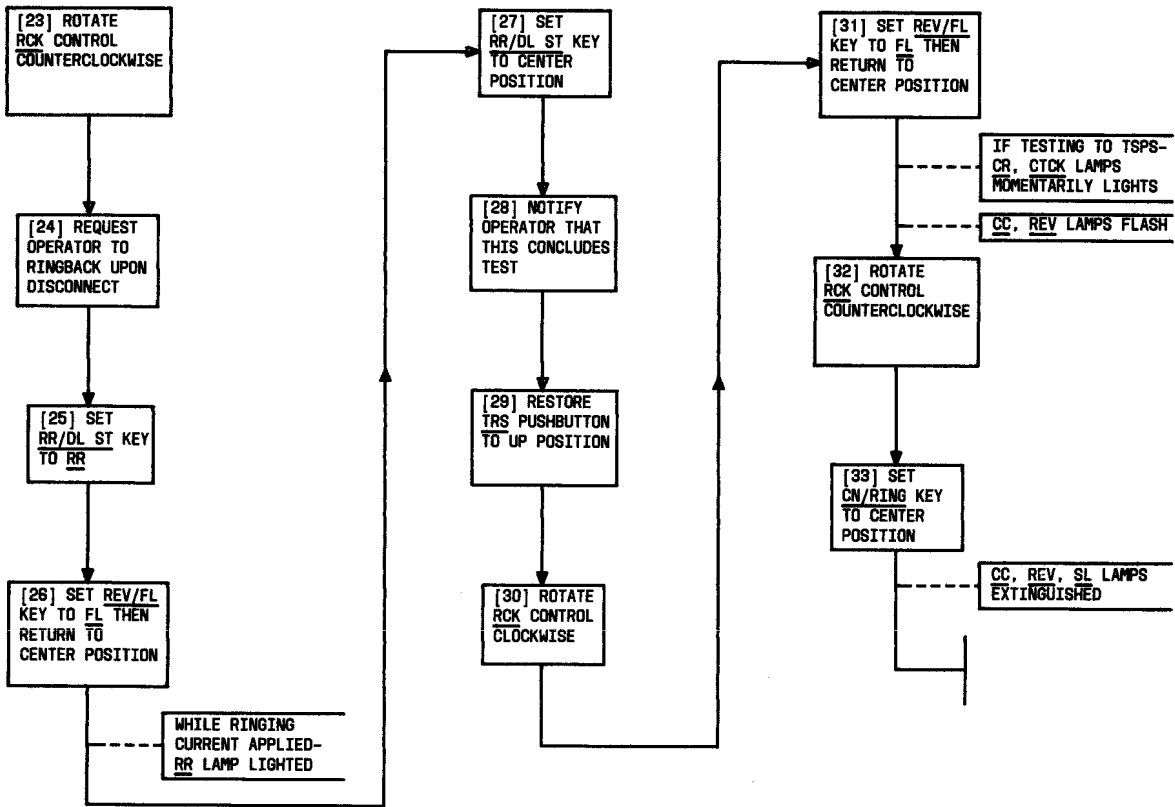 [23] ROTATE
RCK CONTROL
COUNTERCLOCKWISE
[24] REQUEST
OPERATOR TO
RINGBACK UPON
DISCONNECT
[25] SET
RR/DL ST KEY
TO RR
[26] SET REV/FL
KEY TO FL THEN
RETURN TO
CENTER POSITION
WHILE RINGING
CURRENT APPLIED-
RR LAMP LIGHTED
[27] SET
RR/DL ST KEY
TO CENTER
POSITION
[28] NOTIFY
OPERATOR THAT
THIS CONCLUDES
TEST
[29] RESTORE
TRS PUSHBUTTON
TO UP POSITION
[30] ROTATE
RCK CONTROL
CLOCKWISE
[31] SET REV/FL
KEY TO FL THEN
RETURN TO
CENTER POSITION
IF TESTING TO TSPS-
CR, CTCK LAMPS
MOMENTARILY LIGHTS
CC, REV LAMPS FLASH
[32] ROTATE
RCK CONTROL
COUNTERCLOCKWISE
[33] SET
CN/RING KEY
TO CENTER
POSITION
CC, REV, SL LAMPS
EXTINGUISHED